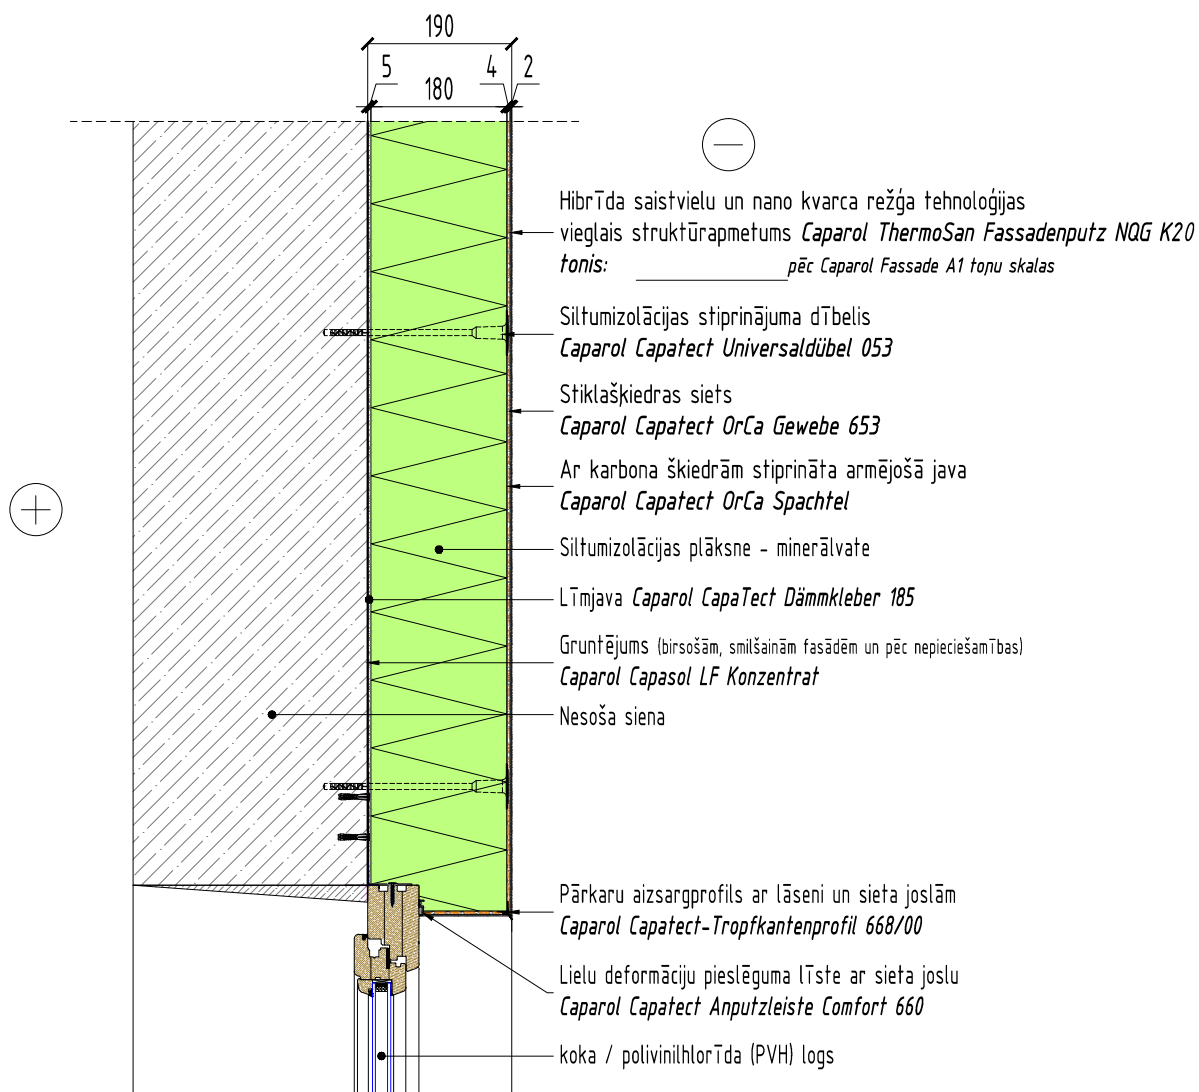 190
5
4
2
180
Hibrīda saistvielu un nano kvarca režģa tehnoloģijas
vieglais struktūrapmetums Caparol ThermoSan Fassadenputz NQG K20
tonis: ____________ pēc Caparol Fassade A1 toņu skalas
Siltumizolācijas stiprinājuma dībelis
Caparol Capatect Universaldübel 053
Stiklašķiedras siets
Caparol Capatect OrCa Gewebe 653
Ar karbona šķiedrām stiprināta armējošā java
Caparol Capatect OrCa Spachtel
Siltumizolācijas plāksne - minerālvate
Līmjava Caparol CapaTect Dämmkleber 185
Gruntējums (birsošām, smilšainām fasādēm un pēc nepieciešamības)
Caparol Capasol LF Konzentrat
Nesoša siena
Pārkaru aizsargprofils ar lāseni un sieta joslām
Caparol Capatect-Tropfkantenprofil 668/00
Lielu deformāciju pieslēguma līste ar sieta joslu
Caparol Capatect Anputzleiste Comfort 660
koka / polivinilhlorīda (PVH) logs